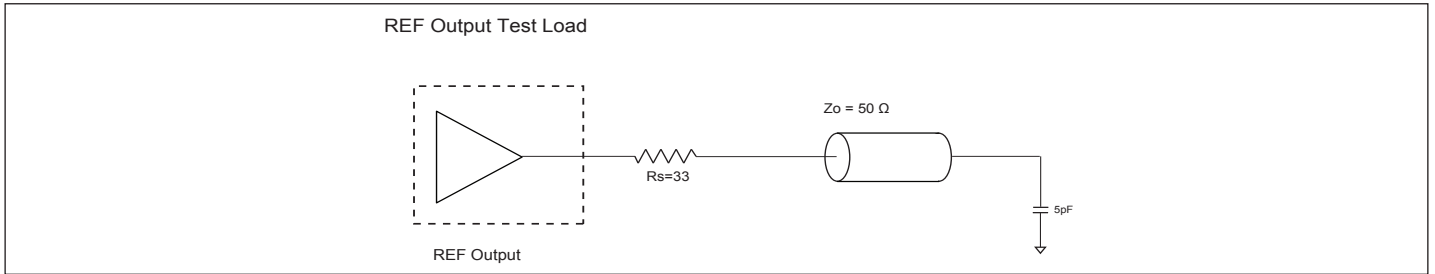 REF Output Test Load
Zo = 50 Ω
Rs=33
5pF
REF Output